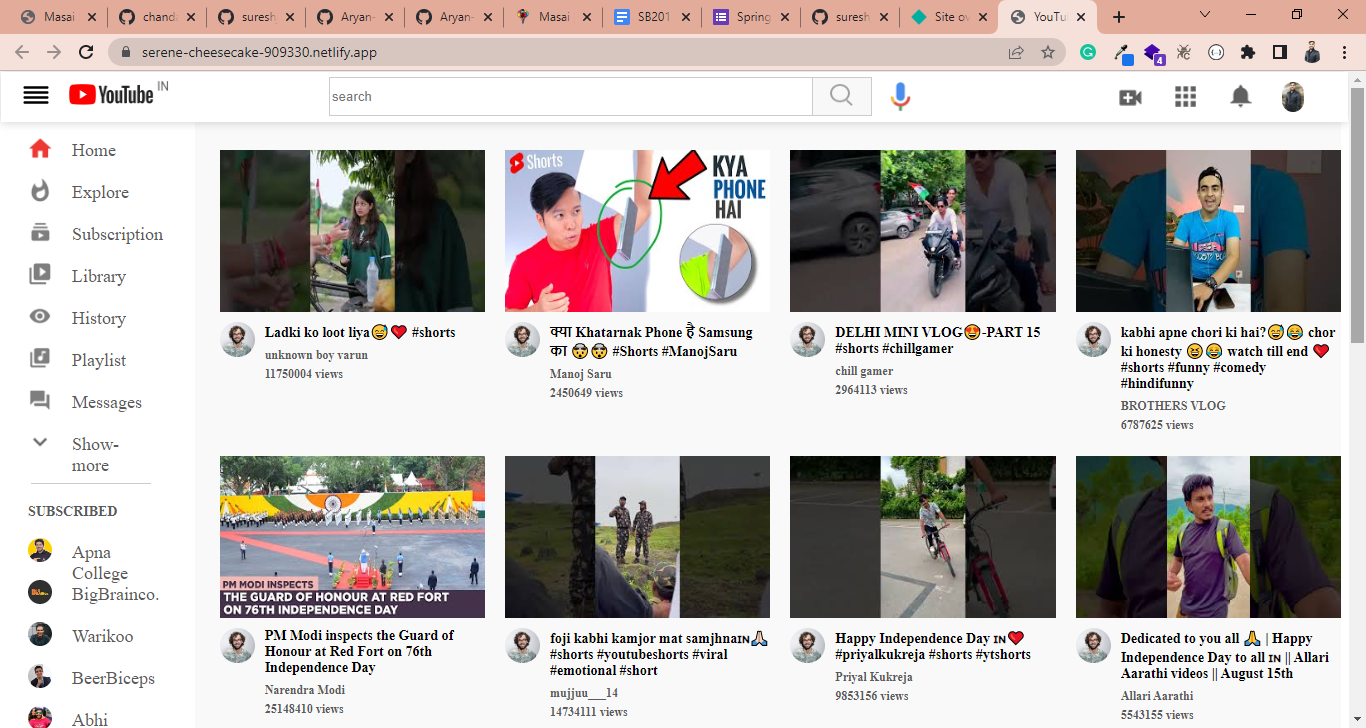 Masai
chand
suresh
Aryan-
Aryan-
Masai
SB201
Spring
suresh
Site ov
YouTu
serene-cheesecake-909330.netlify.app
4
YouTube IN
search
Home
Explore
Subscription
Library
History
Playlist
Messages
Show-
more
SUBSCRIBED
Apna
College
BigBrainco.
Warikoo
BeerBiceps
Abhi
Ladki ko loot liya😅❤️ #shorts
unknown boy varun
11750004 views
Shorts
KYA
PHONE
HAI
क्या Khatarnak Phone है Samsung
का 🤯🤯 #Shorts #ManojSaru
Manoj Saru
2450649 views
DELHI MINI VLOG🤩-PART 15
#shorts #chillgamer
chill gamer
2964113 views
kabhi apne chori ki hai?😅😂 chor
ki honesty 😆😂 watch till end ❤️
#shorts #funny #comedy
#hindifunny
BROTHERS VLOG
6787625 views
PM MODI INSPECTS
THE GUARD OF HONOUR AT RED FORT
ON 76TH INDEPENDENCE DAY
PM Modi inspects the Guard of
Honour at Red Fort on 76th
Independence Day
Narendra Modi
25148410 views
foji kabhi kamjor mat samjhna🇮🇳🙏🏻
#shorts #youtubeshorts #viral
#emotional #short
mujjuu___14
14734111 views
Happy Independence Day 🇮🇳❤️
#priyalkukreja #shorts #ytshorts
Priyal Kukreja
9853156 views
Dedicated to you all 🙏 | Happy
Independence Day to all 🇮🇳 || Allari
Aarathi videos || August 15th
Allari Aarathi
5543155 views